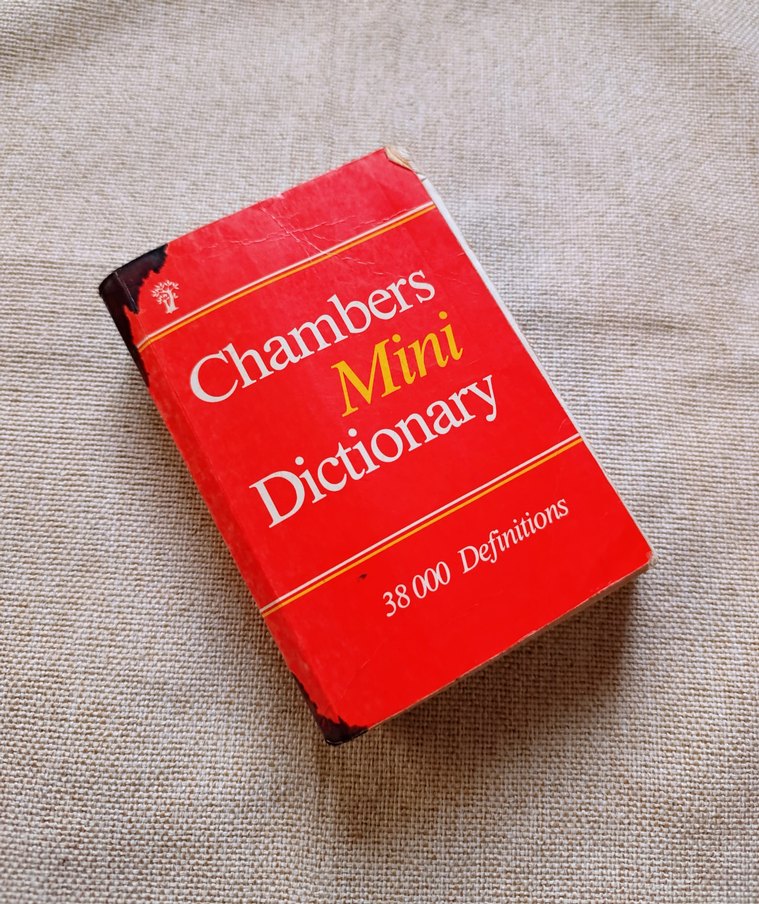 Chambers
Mini
Dictionary
38 000 Definitions